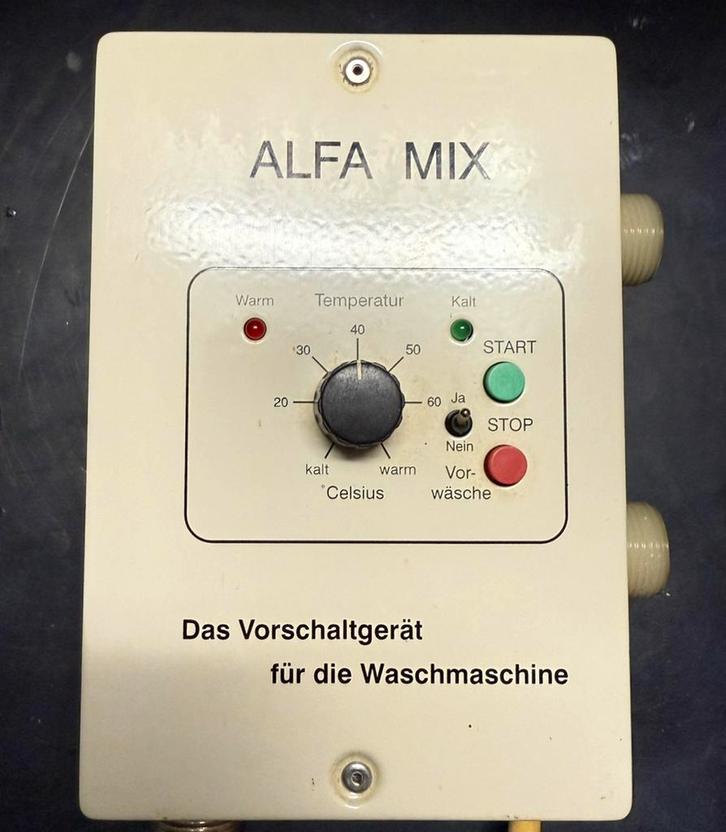 ALFA MIX
Warm Temperatur Kalt
40
30 50
START
20 60 Ja
STOP
Nein
kalt warm Vor-
°Celsius wäsche
Das Vorschaltgerät
für die Waschmaschine